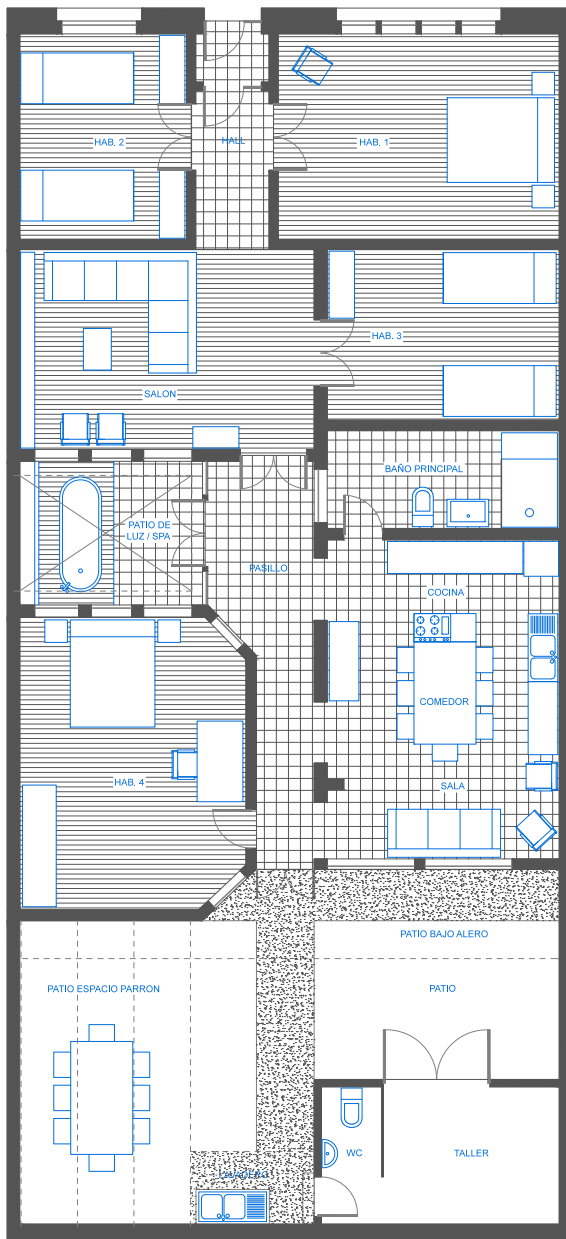 HAB. 2
HALL
HAB. 1
HAB. 3
SALON
BAÑO PRINCIPAL
PATIO DE
LUZ / SPA
PASILLO
COCINA
COMEDOR
HAB. 4
SALA
PATIO BAJO ALERO
PATIO ESPACIO PARRON
PATIO
WC
TALLER
LAVADERO